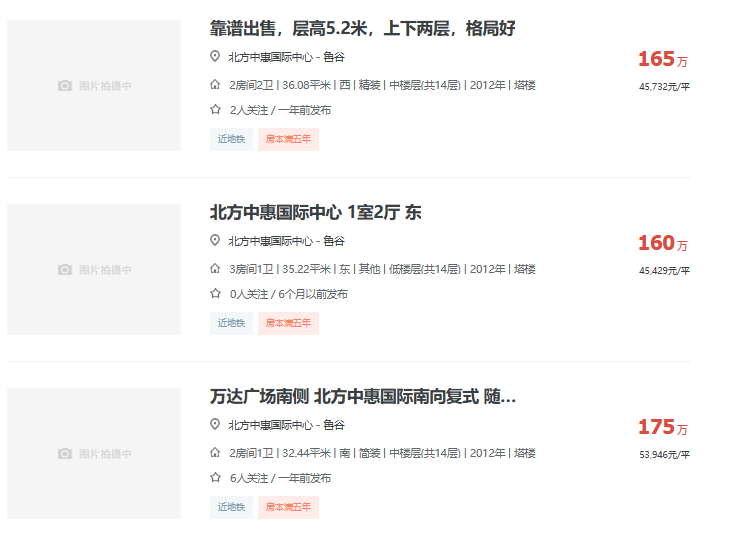 靠谱出售，层高5.2米，上下两层，格局好
北方中惠国际中心 - 鲁谷
165万
图片拍摄中
2房间2卫 | 36.08平米 | 西 | 精装 | 中楼层(共14层) | 2012年 | 塔楼
45,732元/平
2人关注 / 一年前发布
近地铁 房本满五年
北方中惠国际中心 1室2厅 东
北方中惠国际中心 - 鲁谷
160万
图片拍摄中
3房间1卫 | 35.22平米 | 东 | 其他 | 低楼层(共14层) | 2012年 | 塔楼
45,429元/平
0人关注 / 6个月以前发布
近地铁 房本满五年
万达广场南侧 北方中惠国际南向复式 随...
北方中惠国际中心 - 鲁谷
175万
图片拍摄中
2房间1卫 | 32.44平米 | 南 | 简装 | 中楼层(共14层) | 2012年 | 塔楼
53,946元/平
6人关注 / 一年前发布
近地铁 房本满五年